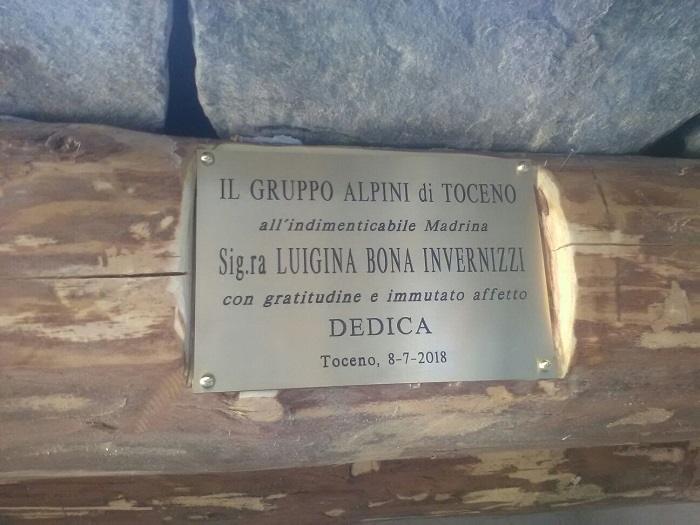 IL GRUPPO ALPINI di TOCENO
all'indimenticabile Madrina
Sig.ra LUIGINA BONA INVERNIZZI
con gratitudine e immutato affetto
DEDICA
Toceno, 8-7-2018